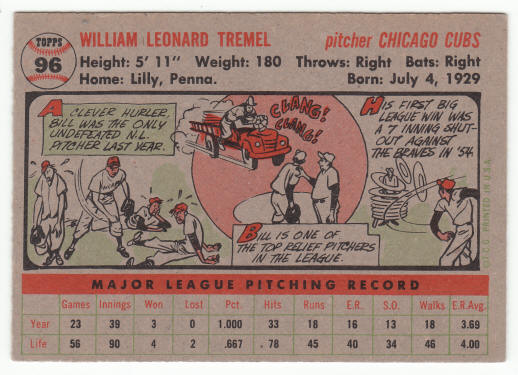 TOPPS
96
WILLIAM LEONARD TREMEL
pitcher CHICAGO CUBS
Height: 5' 11" Weight: 180 Throws: Right Bats: Right
Home: Lilly, Penna. Born: July 4, 1929
A CLEVER HURLER,
BILL WAS THE ONLY
UNDEFEATED N.L.
PITCHER LAST YEAR.
CLANG!
CLANG!
BILL IS ONE OF
THE TOP RELIEF PITCHERS
IN THE LEAGUE.
HIS FIRST BIG
LEAGUE WIN WAS
A 7 INNING SHUT-
OUT AGAINST
THE BRAVES IN '54.
T.C.G. PRINTED IN U.S.A.
MAJOR LEAGUE PITCHING RECORD
Games Innings Won Lost Pct. Hits Runs E.R. S.O. Walks E.R.Avg.
Year 23 39 3 0 1.000 33 18 16 13 18 3.69
Life 56 90 4 2 .667 78 45 40 34 46 4.00